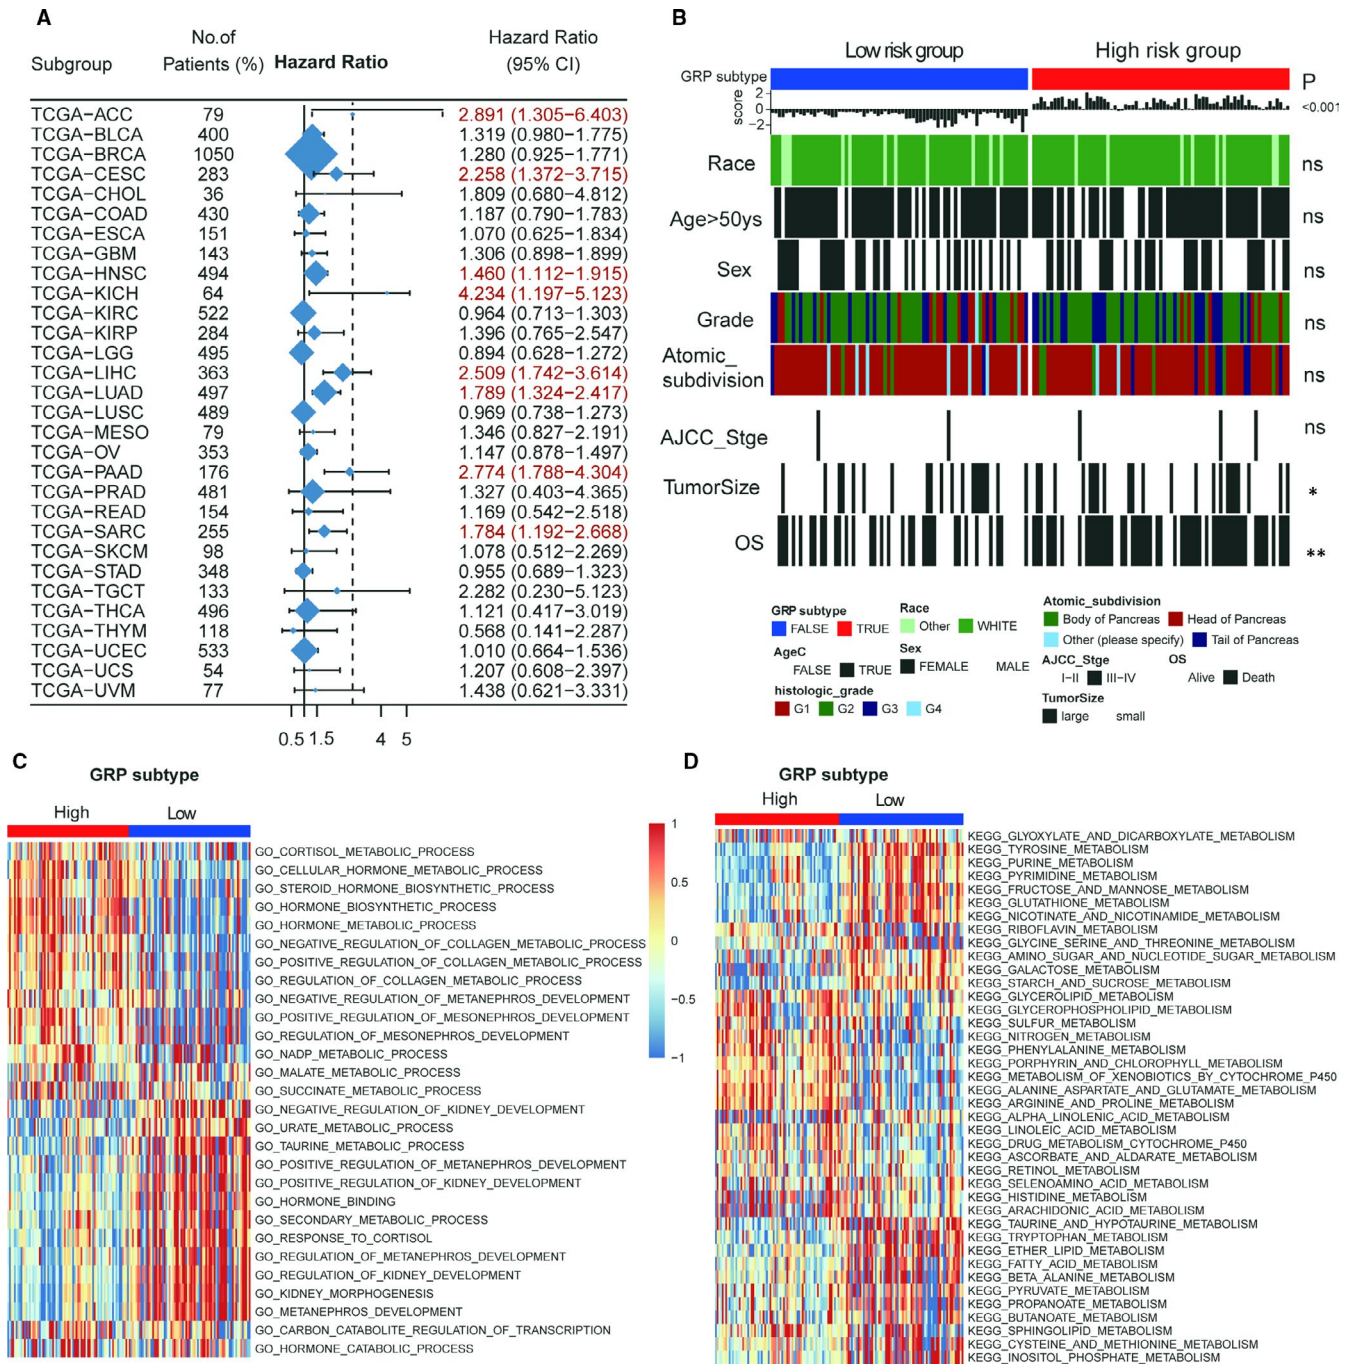 A
No.of
Hazard Ratio
Subgroup Patients (%) Hazard Ratio (95% CI)
TCGA−ACC 79 2.891 (1.305−6.403)
TCGA−BLCA 400 1.319 (0.980−1.775)
TCGA−BRCA 1050 1.280 (0.925−1.771)
TCGA−CESC 283 2.258 (1.372−3.715)
TCGA−CHOL 36 1.809 (0.680−4.812)
TCGA−COAD 430 1.187 (0.790−1.783)
TCGA−ESCA 151 1.070 (0.625−1.834)
TCGA−GBM 143 1.306 (0.898−1.899)
TCGA−HNSC 494 1.460 (1.112−1.915)
TCGA−KICH 64 4.234 (1.197−5.123)
TCGA−KIRC 522 0.964 (0.713−1.303)
TCGA−KIRP 284 1.396 (0.765−2.547)
TCGA−LGG 495 0.894 (0.628−1.272)
TCGA−LIHC 363 2.509 (1.742−3.614)
TCGA−LUAD 497 1.789 (1.324−2.417)
TCGA−LUSC 489 0.969 (0.738−1.273)
TCGA−MESO 79 1.346 (0.827−2.191)
TCGA−OV 353 1.147 (0.878−1.497)
TCGA−PAAD 176 2.774 (1.788−4.304)
TCGA−PRAD 481 1.327 (0.403−4.365)
TCGA−READ 154 1.169 (0.542−2.518)
TCGA−SARC 255 1.784 (1.192−2.668)
TCGA−SKCM 98 1.078 (0.512−2.269)
TCGA−STAD 348 0.955 (0.689−1.323)
TCGA−TGCT 133 2.282 (0.230−5.123)
TCGA−THCA 496 1.121 (0.417−3.019)
TCGA−THYM 118 0.568 (0.141−2.287)
TCGA−UCEC 533 1.010 (0.664−1.536)
TCGA−UCS 54 1.207 (0.608−2.397)
TCGA−UVM 77 1.438 (0.621−3.331)
0.5 1.5 4 5
B
Low risk group High risk group
GRP subtype P
score 2 0 −2 <0.001
Race ns
Age>50ys ns
Sex ns
Grade ns
Atomic_
subdivision ns
AJCC_Stge ns
TumorSize *
OS **
GRP subtype
FALSE TRUE
AgeC
FALSE TRUE
histologic_grade
G1 G2 G3 G4
Race
Other WHITE
Sex
FEMALE MALE
Atomic_subdivision
Body of Pancreas Head of Pancreas
Other (please specify) Tail of Pancreas
AJCC_Stge
I−II III−IV
OS
Alive Death
TumorSize
large small
C
GRP subtype
High Low
GO_CORTISOL_METABOLIC_PROCESS
GO_CELLULAR_HORMONE_METABOLIC_PROCESS
GO_STEROID_HORMONE_BIOSYNTHETIC_PROCESS
GO_HORMONE_BIOSYNTHETIC_PROCESS
GO_HORMONE_METABOLIC_PROCESS
GO_NEGATIVE_REGULATION_OF_COLLAGEN_METABOLIC_PROCESS
GO_POSITIVE_REGULATION_OF_COLLAGEN_METABOLIC_PROCESS
GO_REGULATION_OF_COLLAGEN_METABOLIC_PROCESS
GO_NEGATIVE_REGULATION_OF_METANEPHROS_DEVELOPMENT
GO_POSITIVE_REGULATION_OF_MESONEPHROS_DEVELOPMENT
GO_REGULATION_OF_MESONEPHROS_DEVELOPMENT
GO_NADP_METABOLIC_PROCESS
GO_MALATE_METABOLIC_PROCESS
GO_SUCCINATE_METABOLIC_PROCESS
GO_NEGATIVE_REGULATION_OF_KIDNEY_DEVELOPMENT
GO_URATE_METABOLIC_PROCESS
GO_TAURINE_METABOLIC_PROCESS
GO_POSITIVE_REGULATION_OF_METANEPHROS_DEVELOPMENT
GO_POSITIVE_REGULATION_OF_KIDNEY_DEVELOPMENT
GO_HORMONE_BINDING
GO_SECONDARY_METABOLIC_PROCESS
GO_RESPONSE_TO_CORTISOL
GO_REGULATION_OF_METANEPHROS_DEVELOPMENT
GO_REGULATION_OF_KIDNEY_DEVELOPMENT
GO_KIDNEY_MORPHOGENESIS
GO_METANEPHROS_DEVELOPMENT
GO_CARBON_CATABOLITE_REGULATION_OF_TRANSCRIPTION
GO_HORMONE_CATABOLIC_PROCESS
1
0.5
0
−0.5
−1
D
GRP subtype
High Low
KEGG_GLYOXYLATE_AND_DICARBOXYLATE_METABOLISM
KEGG_TYROSINE_METABOLISM
KEGG_PURINE_METABOLISM
KEGG_PYRIMIDINE_METABOLISM
KEGG_FRUCTOSE_AND_MANNOSE_METABOLISM
KEGG_GLUTATHIONE_METABOLISM
KEGG_NICOTINATE_AND_NICOTINAMIDE_METABOLISM
KEGG_RIBOFLAVIN_METABOLISM
KEGG_GLYCINE_SERINE_AND_THREONINE_METABOLISM
KEGG_AMINO_SUGAR_AND_NUCLEOTIDE_SUGAR_METABOLISM
KEGG_GALACTOSE_METABOLISM
KEGG_STARCH_AND_SUCROSE_METABOLISM
KEGG_GLYCEROLIPID_METABOLISM
KEGG_GLYCEROPHOSPHOLIPID_METABOLISM
KEGG_SULFUR_METABOLISM
KEGG_NITROGEN_METABOLISM
KEGG_PHENYLALANINE_METABOLISM
KEGG_PORPHYRIN_AND_CHLOROPHYLL_METABOLISM
KEGG_METABOLISM_OF_XENOBIOTICS_BY_CYTOCHROME_P450
KEGG_ALANINE_ASPARTATE_AND_GLUTAMATE_METABOLISM
KEGG_ARGININE_AND_PROLINE_METABOLISM
KEGG_ALPHA_LINOLENIC_ACID_METABOLISM
KEGG_LINOLEIC_ACID_METABOLISM
KEGG_DRUG_METABOLISM_CYTOCHROME_P450
KEGG_ASCORBATE_AND_ALDARATE_METABOLISM
KEGG_RETINOL_METABOLISM
KEGG_SELENOAMINO_ACID_METABOLISM
KEGG_HISTIDINE_METABOLISM
KEGG_ARACHIDONIC_ACID_METABOLISM
KEGG_TAURINE_AND_HYPOTAURINE_METABOLISM
KEGG_TRYPTOPHAN_METABOLISM
KEGG_ETHER_LIPID_METABOLISM
KEGG_FATTY_ACID_METABOLISM
KEGG_BETA_ALANINE_METABOLISM
KEGG_PYRUVATE_METABOLISM
KEGG_PROPANOATE_METABOLISM
KEGG_BUTANOATE_METABOLISM
KEGG_SPHINGOLIPID_METABOLISM
KEGG_CYSTEINE_AND_METHIONINE_METABOLISM
KEGG_INOSITOL_PHOSPHATE_METABOLISM